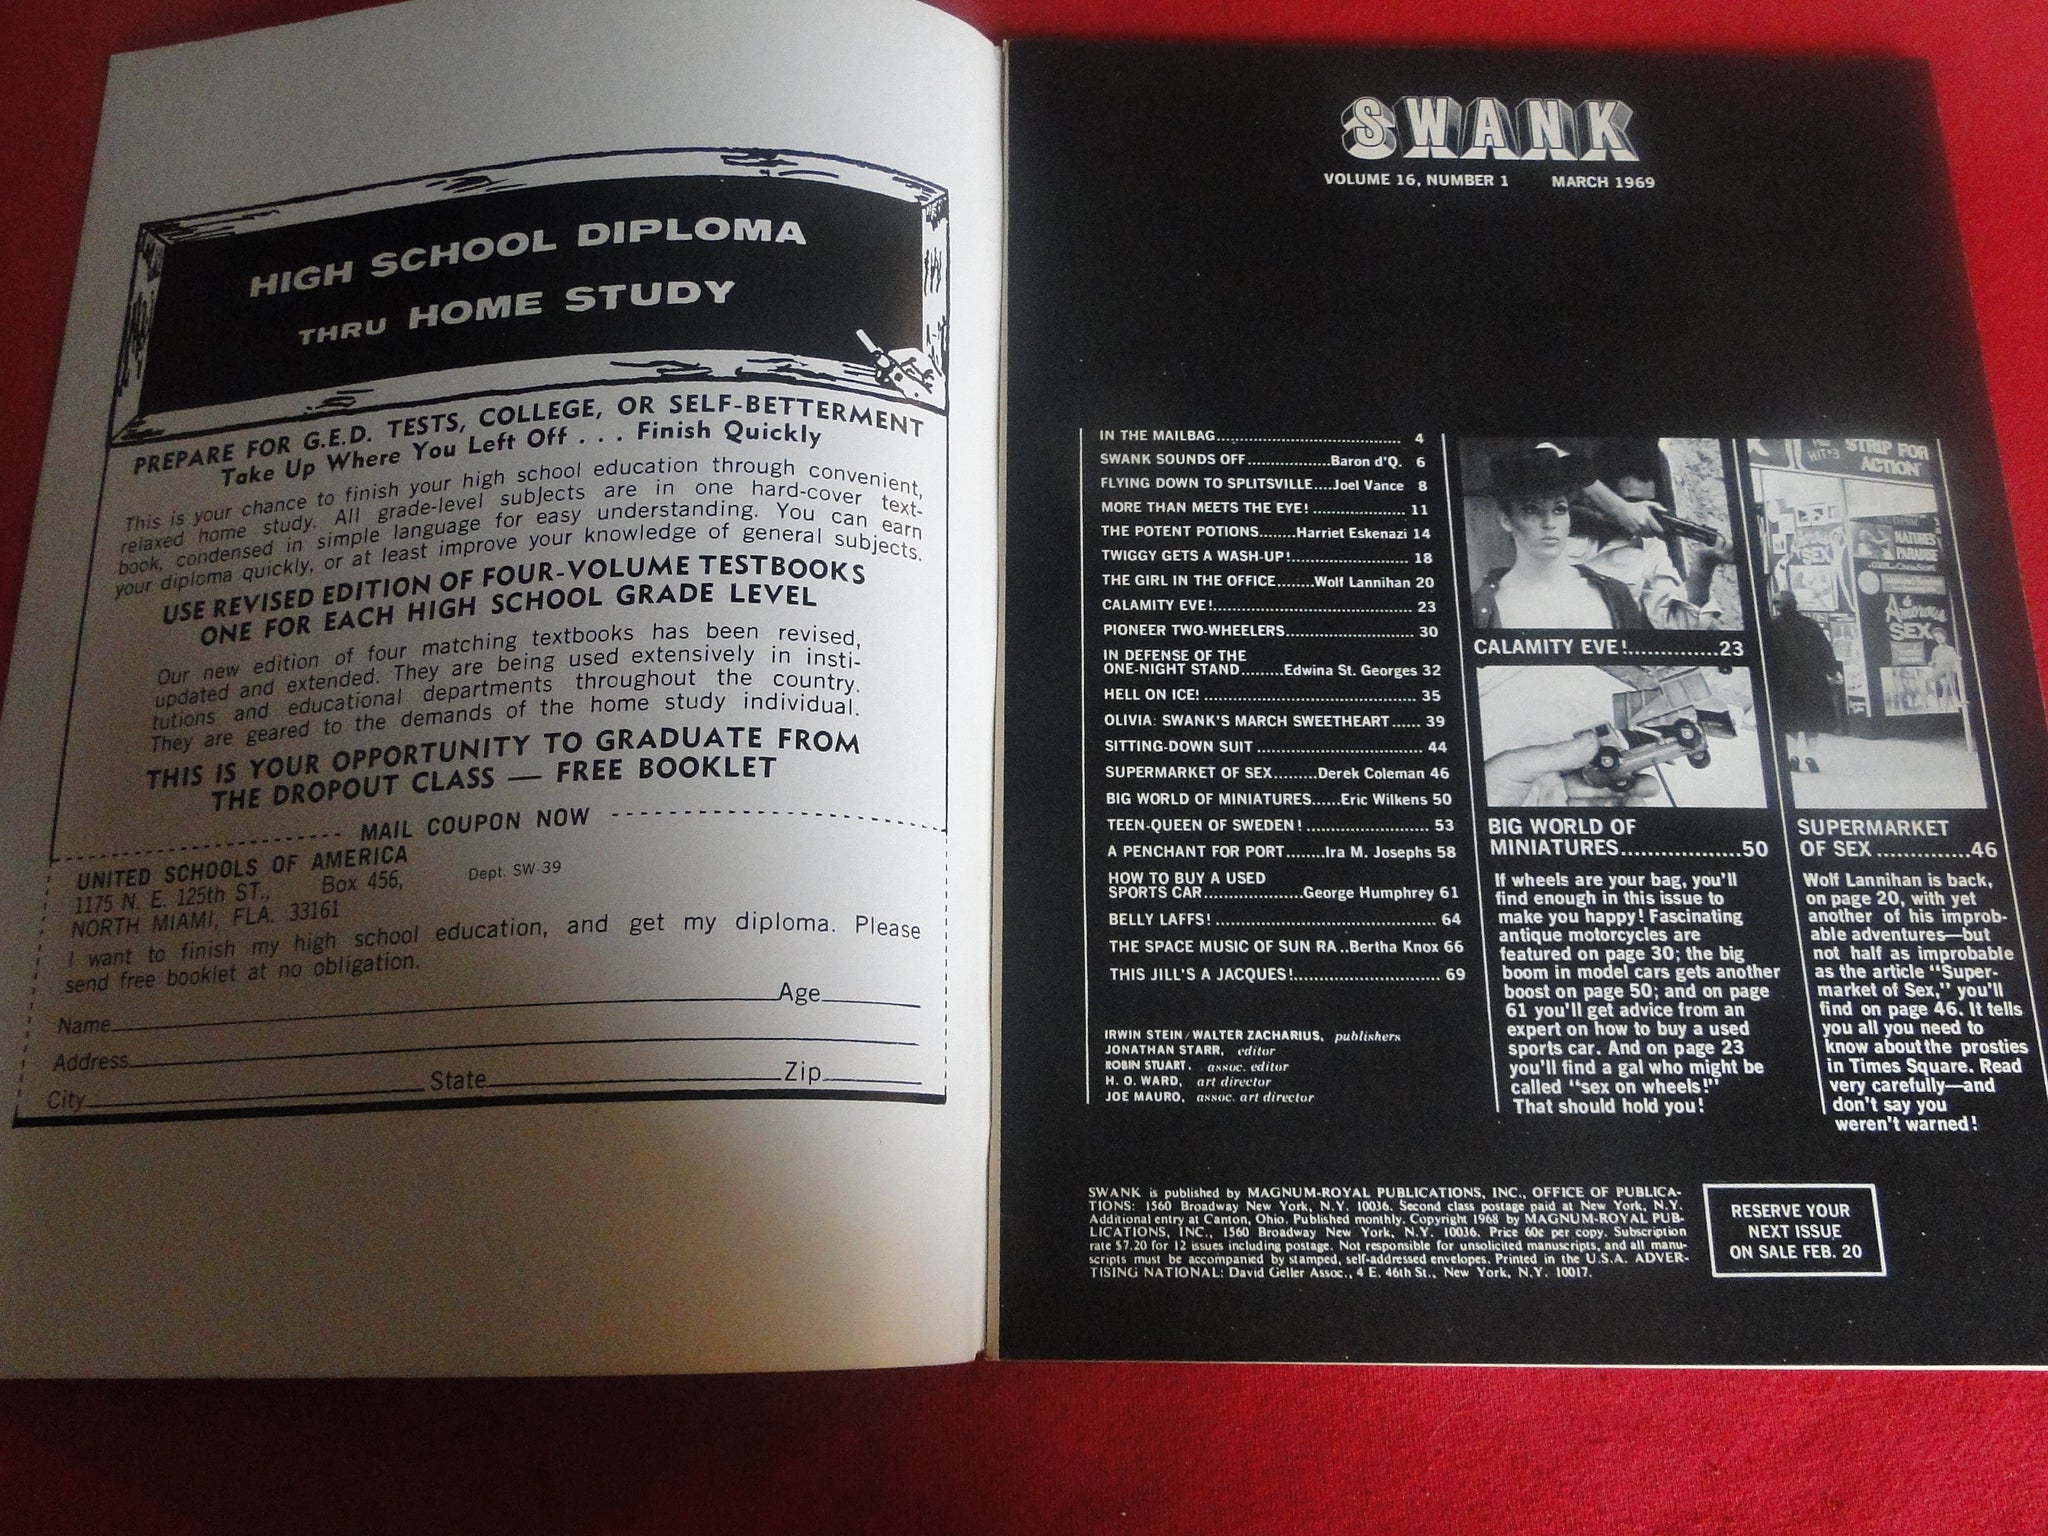 HIGH SCHOOL DIPLOMA
THRU HOME STUDY
PREPARE FOR G.E.D. TESTS, COLLEGE, OR SELF-BETTERMENT
Take Up Where You Left Off . . . Finish Quickly
This is your chance to finish your high school education through convenient,
relaxed home study. All grade-level subjects are in one hard-cover text-
book, condensed in simple language for easy understanding. You can earn
your diploma quickly, or at least improve your knowledge of general subjects.
USE REVISED EDITION OF FOUR-VOLUME TESTBOOKS
ONE FOR EACH HIGH SCHOOL GRADE LEVEL
Our new edition of four matching textbooks has been revised,
updated and extended. They are being used extensively in insti-
tutions and educational departments throughout the country.
They are geared to the demands of the home study individual.
THIS IS YOUR OPPORTUNITY TO GRADUATE FROM
THE DROPOUT CLASS — FREE BOOKLET
MAIL COUPON NOW
UNITED SCHOOLS OF AMERICA
1175 N. E. 125th ST., Box 456, Dept. SW-39
NORTH MIAMI, FLA. 33161
I want to finish my high school education, and get my diploma. Please
send free booklet at no obligation.
Name Age
Address
City State Zip
SWANK
VOLUME 16, NUMBER 1 MARCH 1969
IN THE MAILBAG 4
SWANK SOUNDS OFF Baron d'Q. 6
FLYING DOWN TO SPLITSVILLE Joel Vance 8
MORE THAN MEETS THE EYE! 11
THE POTENT POTIONS Harriet Eskenazi 14
TWIGGY GETS A WASH-UP! 18
THE GIRL IN THE OFFICE Wolf Lannihan 20
CALAMITY EVE! 23
PIONEER TWO-WHEELERS 30
IN DEFENSE OF THE
ONE-NIGHT STAND Edwina St. Georges 32
HELL ON ICE! 35
OLIVIA: SWANK'S MARCH SWEETHEART 39
SITTING-DOWN SUIT 44
SUPERMARKET OF SEX Derek Coleman 46
BIG WORLD OF MINIATURES Eric Wilkens 50
TEEN-QUEEN OF SWEDEN! 53
A PENCHANT FOR PORT Ira M. Josephs 58
HOW TO BUY A USED
SPORTS CAR George Humphrey 61
BELLY LAFFS! 64
THE SPACE MUSIC OF SUN RA Bertha Knox 66
THIS JILL'S A JACQUES! 69
IRWIN STEIN/WALTER ZACHARIUS, publishers
JONATHAN STARR, editor
ROBIN STUART, assoc. editor
H. O. WARD, art director
JOE MAURO, assoc. art director
CALAMITY EVE! 23
BIG WORLD OF
MINIATURES 50
If wheels are your bag, you'll
find enough in this issue to
make you happy! Fascinating
antique motorcycles are
featured on page 30; the big
boom in model cars gets another
boost on page 50; and on page
61 you'll get advice from an
expert on how to buy a used
sports car. And on page 23
you'll find a gal who might be
called "sex on wheels!"
That should hold you!
HIT #3
STRIP FOR
ACTION
SEX
NATURES
PARADISE
Amorous
SEX
SUPERMARKET
OF SEX 46
Wolf Lannihan is back,
on page 20, with yet
another of his improb-
able adventures—but
not half as improbable
as the article "Super-
market of Sex," you'll
find on page 46. It tells
you all you need to
know about the prosties
in Times Square. Read
very carefully—and
don't say you
weren't warned!
SWANK is published by MAGNUM-ROYAL PUBLICATIONS, INC., OFFICE OF PUBLICA-
TIONS: 1560 Broadway New York, N.Y. 10036. Second class postage paid at New York, N.Y.
Additional entry at Canton, Ohio. Published monthly. Copyright 1968 by MAGNUM-ROYAL PUB-
LICATIONS, INC., 1560 Broadway New York, N.Y. 10036. Price 60¢ per copy. Subscription
rate $7.20 for 12 issues including postage. Not responsible for unsolicited manuscripts, and all manu-
scripts must be accompanied by stamped, self-addressed envelopes. Printed in the U.S.A. ADVER-
TISING NATIONAL: David Geller Assoc., 4 E. 46th St., New York, N.Y. 10017.
RESERVE YOUR
NEXT ISSUE
ON SALE FEB. 20